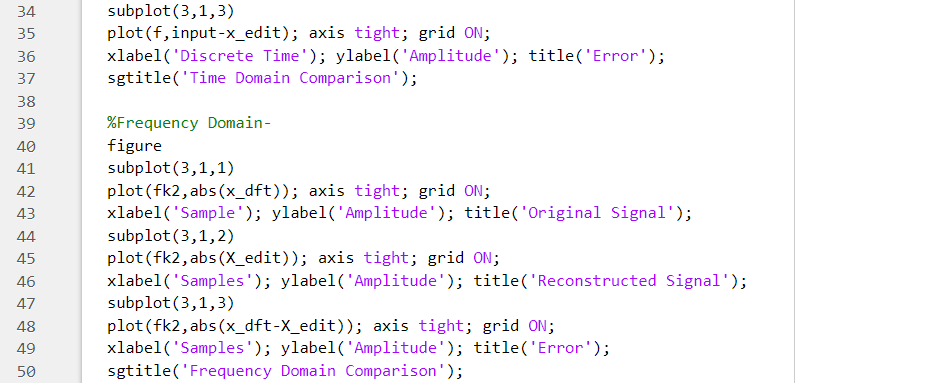 34 subplot(3,1,3)
35 plot(f,input-x_edit); axis tight; grid ON;
36 xlabel('Discrete Time'); ylabel('Amplitude'); title('Error');
37 sgtitle('Time Domain Comparison');
38
39 %Frequency Domain-
40 figure
41 subplot(3,1,1)
42 plot(fk2,abs(x_dft)); axis tight; grid ON;
43 xlabel('Sample'); ylabel('Amplitude'); title('Original Signal');
44 subplot(3,1,2)
45 plot(fk2,abs(X_edit)); axis tight; grid ON;
46 xlabel('Samples'); ylabel('Amplitude'); title('Reconstructed Signal');
47 subplot(3,1,3)
48 plot(fk2,abs(x_dft-X_edit)); axis tight; grid ON;
49 xlabel('Samples'); ylabel('Amplitude'); title('Error');
50 sgtitle('Frequency Domain Comparison');